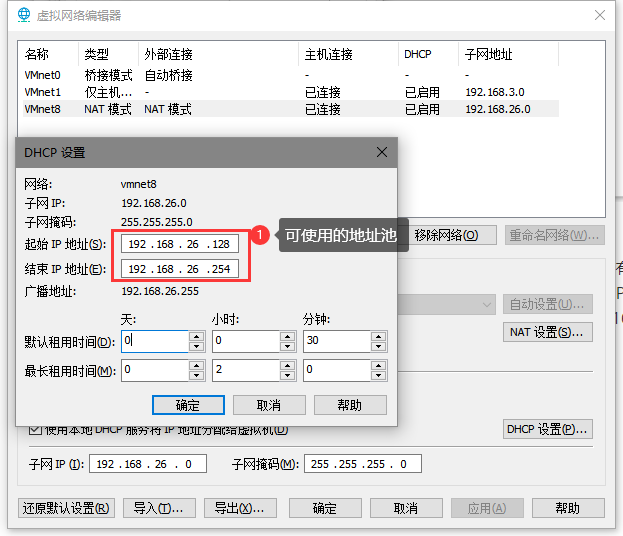 虚拟网络编辑器
名称 类型 外部连接 主机连接 DHCP 子网地址
VMnet0 桥接模式 自动桥接 - - -
VMnet1 仅主机... - 已连接 已启用 192.168.3.0
VMnet8 NAT 模式 NAT 模式 已连接 已启用 192.168.26.0
DHCP 设置
网络: vmnet8
子网 IP: 192.168.26.0
子网掩码: 255.255.255.0
起始 IP 地址(S): 192 . 168 . 26 . 128
1 可使用的地址池
移除网络(O) 重命名网络(W)...
结束 IP 地址(E): 192 . 168 . 26 . 254
广播地址: 192.168.26.255
自动设置(U)...
天: 小时: 分钟:
NAT 设置(S)...
默认租用时间(D): 0 0 30
最长租用时间(M): 0 2 0
确定 取消 帮助
使用本地 DHCP 服务将 IP 地址分配给虚拟机(D) DHCP 设置(P)...
子网 IP (I): 192 . 168 . 26 . 0 子网掩码(M): 255 . 255 . 255 . 0
还原默认设置(R) 导入(T)... 导出(X)... 确定 取消 应用(A) 帮助